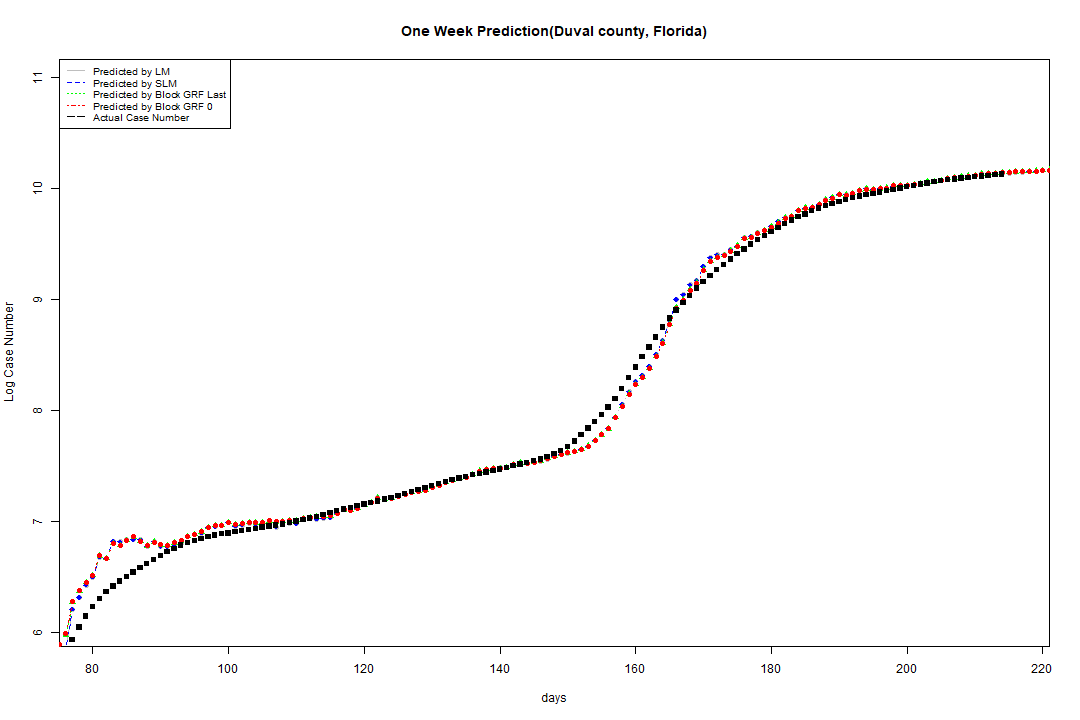 One Week Prediction(Duval county, Florida)
Predicted by LM
Predicted by SLM
Predicted by Block GRF Last
Predicted by Block GRF 0
Actual Case Number
11
10
9
8
7
6
Log Case Number
80 100 120 140 160 180 200 220
days